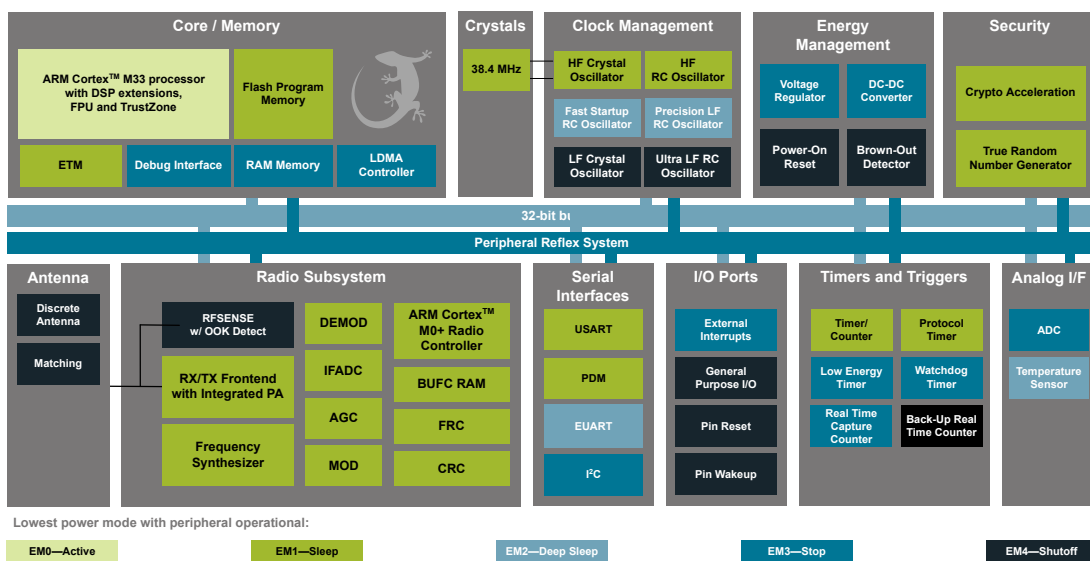 Core / Memory
ARM Cortex™ M33 processor
with DSP extensions,
FPU and TrustZone
Flash Program
Memory
ETM
Debug Interface
RAM Memory
LDMA
Controller
Crystals
38.4 MHz
Clock Management
HF Crystal
Oscillator
HF
RC Oscillator
Fast Startup
RC Oscillator
Precision LF
RC Oscillator
LF Crystal
Oscillator
Ultra LF RC
Oscillator
Energy
Management
Voltage
Regulator
DC-DC
Converter
Power-On
Reset
Brown-Out
Detector
Security
Crypto Acceleration
True Random
Number Generator
32-bit bu
Peripheral Reflex System
Antenna
Discrete
Antenna
Matching
Radio Subsystem
RFSENSE
w/ OOK Detect
RX/TX Frontend
with Integrated PA
Frequency
Synthesizer
DEMOD
IFADC
AGC
MOD
ARM Cortex™
M0+ Radio
Controller
BUFC RAM
FRC
CRC
Serial
Interfaces
USART
PDM
EUART
I²C
I/O Ports
External
Interrupts
General
Purpose I/O
Pin Reset
Pin Wakeup
Timers and Triggers
Timer/
Counter
Protocol
Timer
Low Energy
Timer
Watchdog
Timer
Real Time
Capture
Counter
Back-Up Real
Time Counter
Analog I/F
ADC
Temperature
Sensor
Lowest power mode with peripheral operational:
EM0—Active
EM1—Sleep
EM2—Deep Sleep
EM3—Stop
EM4—Shutoff